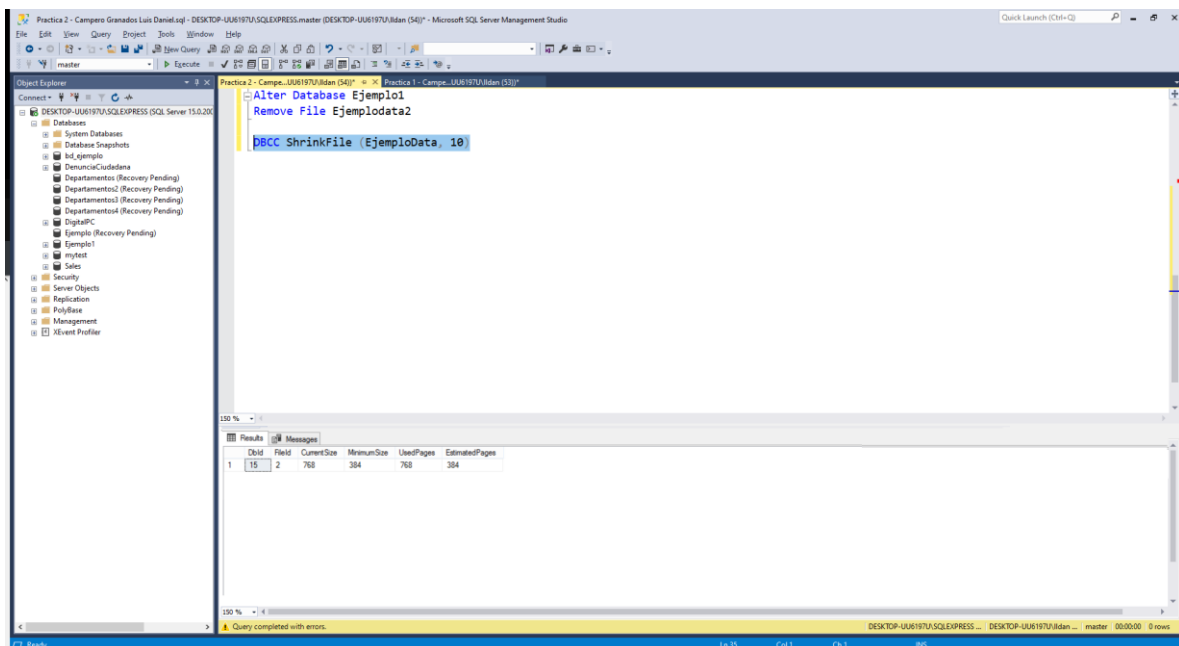 Practica 2 - Campero Granados Luis Daniel.sql - DESKTOP-UU6197U\SQLEXPRESS.master (DESKTOP-UU6197U\lldan (54))* - Microsoft SQL Server Management Studio
Quick Launch (Ctrl+Q)
File Edit View Query Project Tools Window Help
New Query
master
Execute
Object Explorer
Practica 2 - Campe...UU6197U\lldan (54))*
Practica 1 - Campe...UU6197U\lldan (53))*
Connect
DESKTOP-UU6197U\SQLEXPRESS (SQL Server 15.0.200
Databases
System Databases
Database Snapshots
bd_ejemplo
DenunciaCiudadana
Departamentos (Recovery Pending)
Departamentos2 (Recovery Pending)
Departamentos3 (Recovery Pending)
Departamentos4 (Recovery Pending)
DigitalPC
Ejemplo (Recovery Pending)
Ejemplo1
mytest
Sales
Security
Server Objects
Replication
PolyBase
Management
XEvent Profiler
Alter Database Ejemplo1
Remove File Ejemplodata2
DBCC ShrinkFile (EjemploData, 10)
150 %
Results Messages
DbId FileId CurrentSize MinimumSize UsedPages EstimatedPages
1 15 2 768 384 768 384
150 %
Query completed with errors.
DESKTOP-UU6197U\SQLEXPRESS ... DESKTOP-UU6197U\lldan ... master 00:00:00 0 rows
Ready Ln 35 Col 1 Ch 1 INS